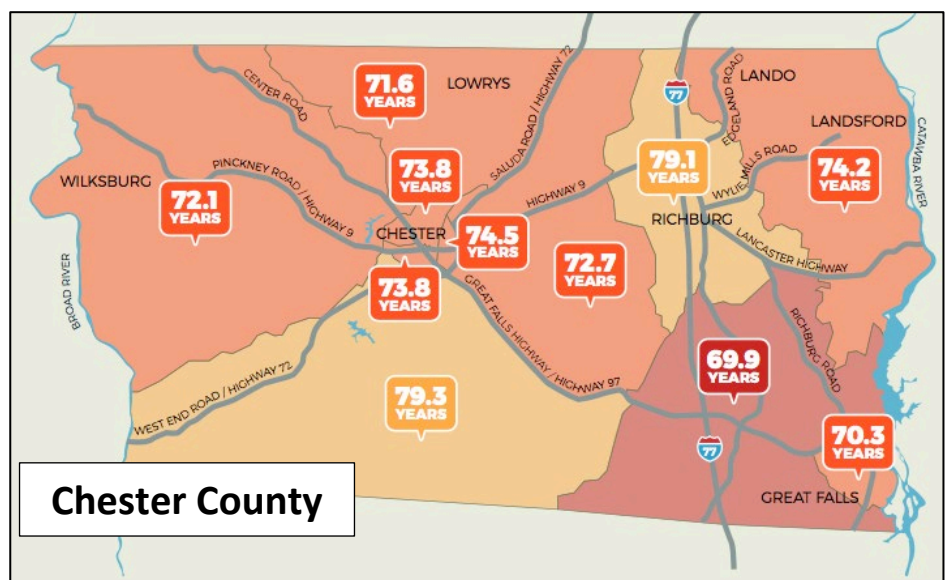 71.6
YEARS
LOWRYS
CENTER ROAD
SALUDA ROAD / HIGHWAY 72
77
EDGELAND ROAD
LANDO
LANDSFORD
CATAWBA RIVER
WILKSBURG
72.1
YEARS
PINCKNEY ROAD / HIGHWAY 9
73.8
YEARS
HIGHWAY 9
79.1
YEARS
WYLIE MILLS ROAD
74.2
YEARS
RICHBURG
CHESTER
74.5
YEARS
72.7
YEARS
LANCASTER HIGHWAY
BROAD RIVER
73.8
YEARS
GREAT FALLS HIGHWAY / HIGHWAY 97
RICHBURG ROAD
69.9
YEARS
WEST END ROAD / HIGHWAY 72
79.3
YEARS
70.3
YEARS
77
GREAT FALLS
Chester County